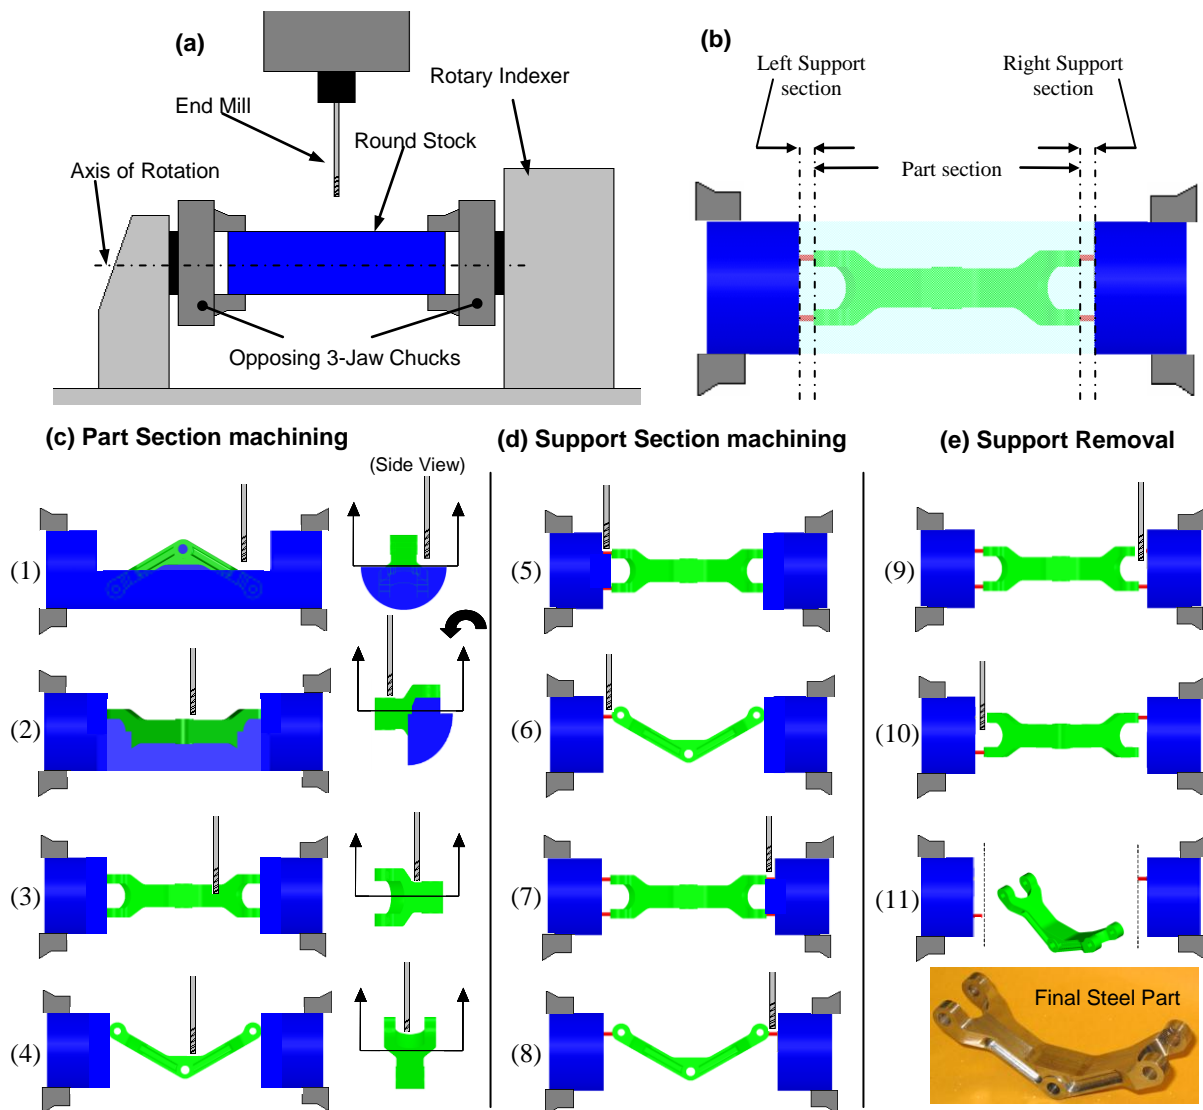 (a)
End Mill
Rotary Indexer
Round Stock
Axis of Rotation
Opposing 3-Jaw Chucks
(b)
Left Support
section
Right Support
section
Part section
(c) Part Section machining
(Side View)
(1)
(2)
(3)
(4)
(d) Support Section machining
(5)
(6)
(7)
(8)
(e) Support Removal
(9)
(10)
(11)
Final Steel Part